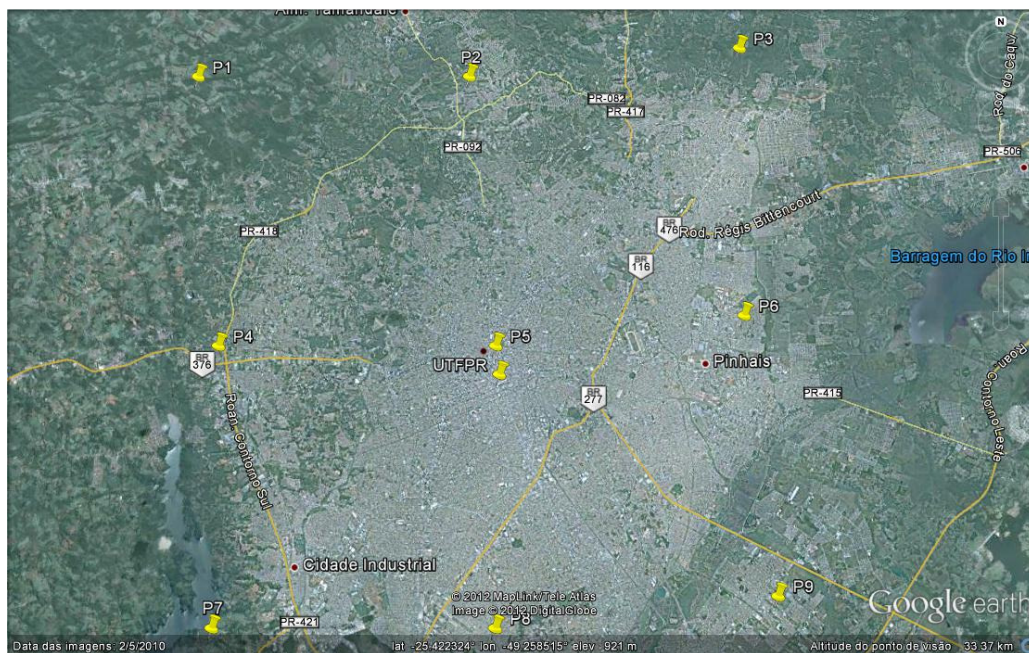 Alm. Tamandaré
P1
P2
P3
Rod. do Caquy
PR-082
PR-417
PR-092
PR-506
PR-418
BR
476
Rod. Régis Bittencourt
BR
116
Barragem do Rio Ir
P6
P4
P5
BR
376
UTFPR
Pinhais
BR
277
PR-415
Roan. Contorno Leste
Roan. Contorno Sul
Cidade Industrial
© 2012 MapLink/Tele Atlas
Image © 2012 DigitalGlobe
P9
Google earth
P7
PR-421
P8
Data das imagens: 2/5/2010
lat -25.422324° lon -49.258515° elev 921 m
Altitude do ponto de visão 33.37 km
N